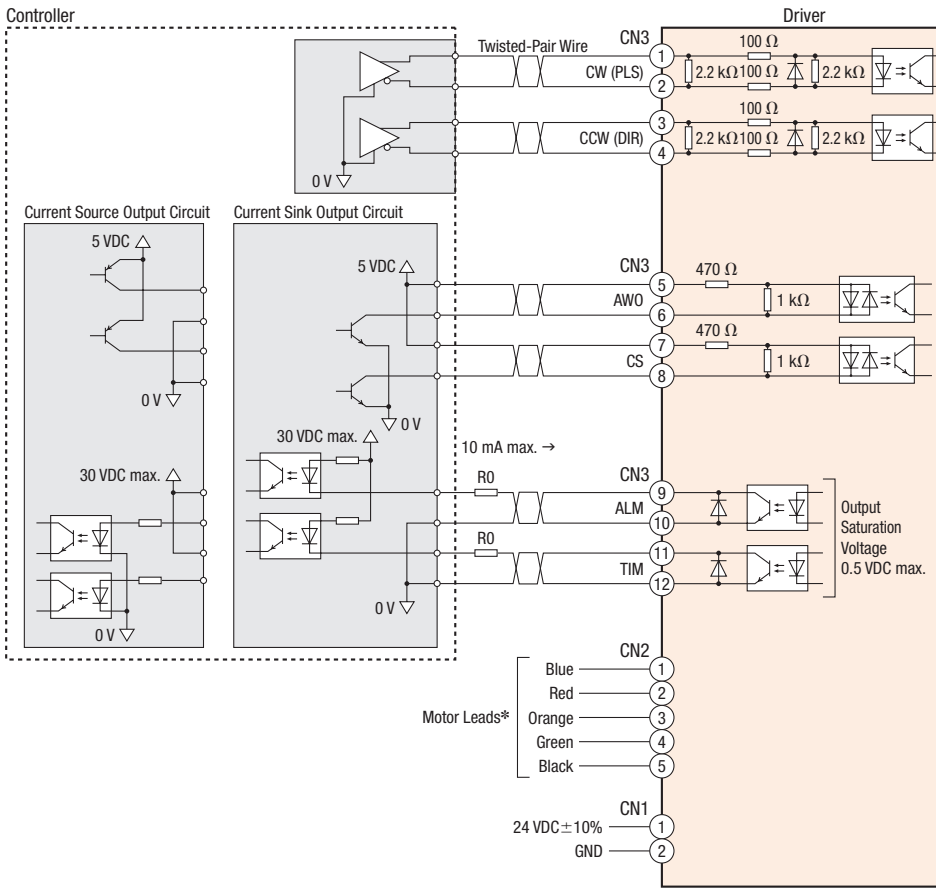 Controller
Driver
Twisted-Pair Wire
CN3
CW (PLS)
1
2
100 Ω
2.2 kΩ
100 Ω
2.2 kΩ
CCW (DIR)
3
4
100 Ω
2.2 kΩ
100 Ω
2.2 kΩ
0 V
Current Source Output Circuit
Current Sink Output Circuit
5 VDC
0 V
30 VDC max.
0 V
5 VDC
0 V
30 VDC max.
0 V
CN3
AWO
5
6
470 Ω
1 kΩ
CS
7
8
470 Ω
1 kΩ
10 mA max. →
R0
CN3
ALM
9
10
R0
TIM
11
12
Output
Saturation
Voltage
0.5 VDC max.
CN2
Motor Leads*
Blue
1
Red
2
Orange
3
Green
4
Black
5
CN1
24 VDC±10%
1
GND
2